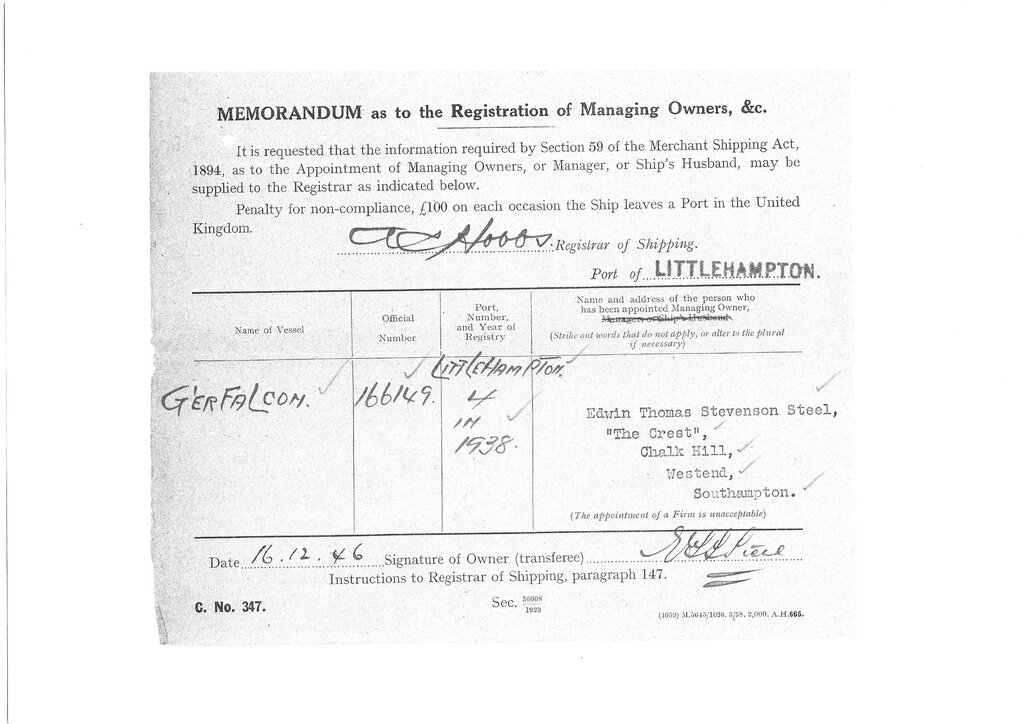 MEMORANDUM as to the Registration of Managing Owners, &c.
It is requested that the information required by Section 59 of the Merchant Shipping Act,
1894, as to the Appointment of Managing Owners, or Manager, or Ship's Husband, may be
supplied to the Registrar as indicated below.
Penalty for non-compliance, £100 on each occasion the Ship leaves a Port in the United
Kingdom.
Hobbs Registrar of Shipping.
Port of LITTLEHAMPTON.
Name of Vessel
Official
Number
Port,
Number,
and Year of
Registry
Name and address of the person who
has been appointed Managing Owner,
Manager, or Ship's Husband
(Strike out words that do not apply, or alter to the plural
if necessary)
GERFALCON.
166149.
LITTLEHAMPTON.
4
IN
1938.
Edwin Thomas Stevenson Steel,
"The Crest",
Chalk Hill,
Westend,
Southampton.
(The appointment of a Firm is unacceptable)
Date 16.12.46 Signature of Owner (transferee)
Instructions to Registrar of Shipping, paragraph 147.
C. No. 347.
Sec. 36008/1929
(1059) M.5645/1026. 3/38. 2,000. A.H.665.